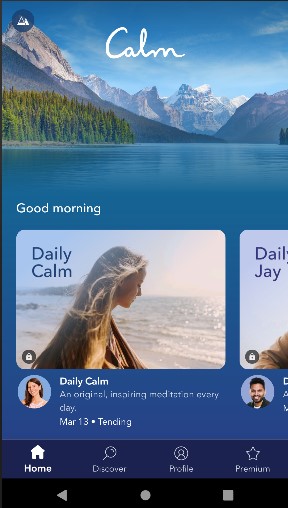 Calm
Good morning
Daily
Calm
Daily
Jay
Daily Calm
An original, inspiring meditation every
day.
Mar 13 • Tending
D
A
M
Home
Discover
Profile
Premium